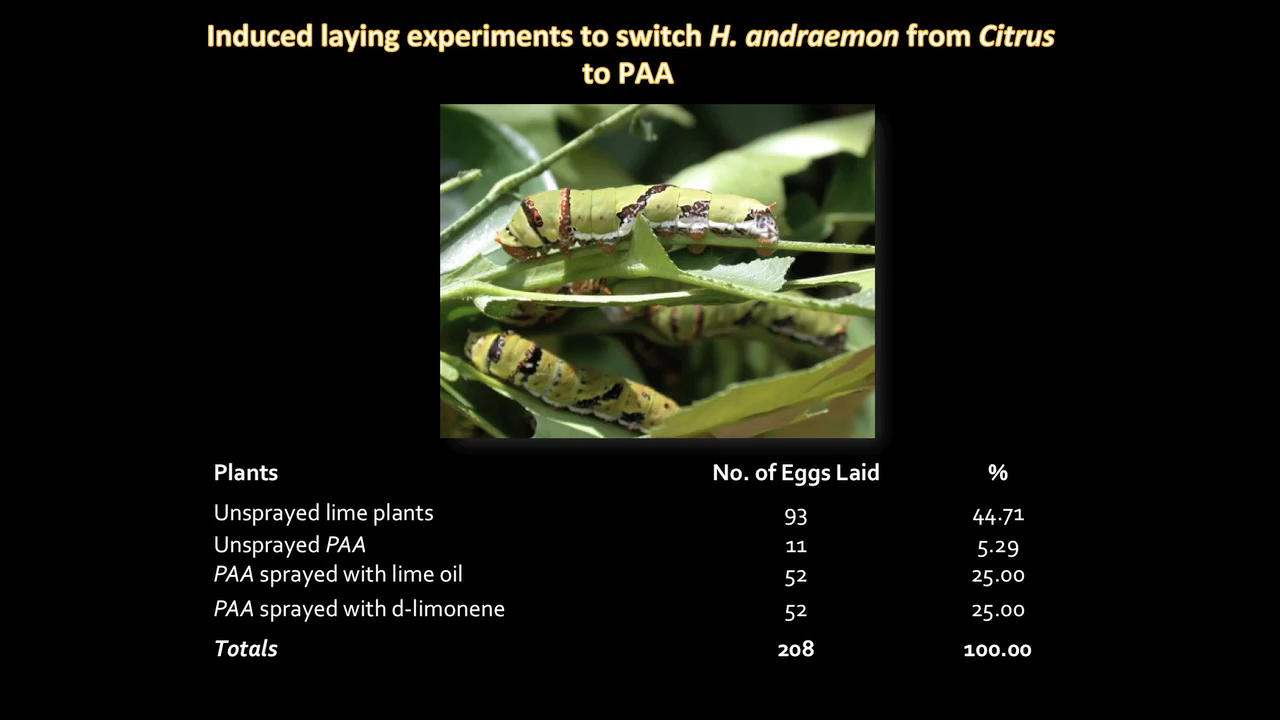 Induced laying experiments to switch H. andraemon from Citrus
to PAA
Plants No. of Eggs Laid %
Unsprayed lime plants 93 44.71
Unsprayed PAA 11 5.29
PAA sprayed with lime oil 52 25.00
PAA sprayed with d-limonene 52 25.00
Totals 208 100.00